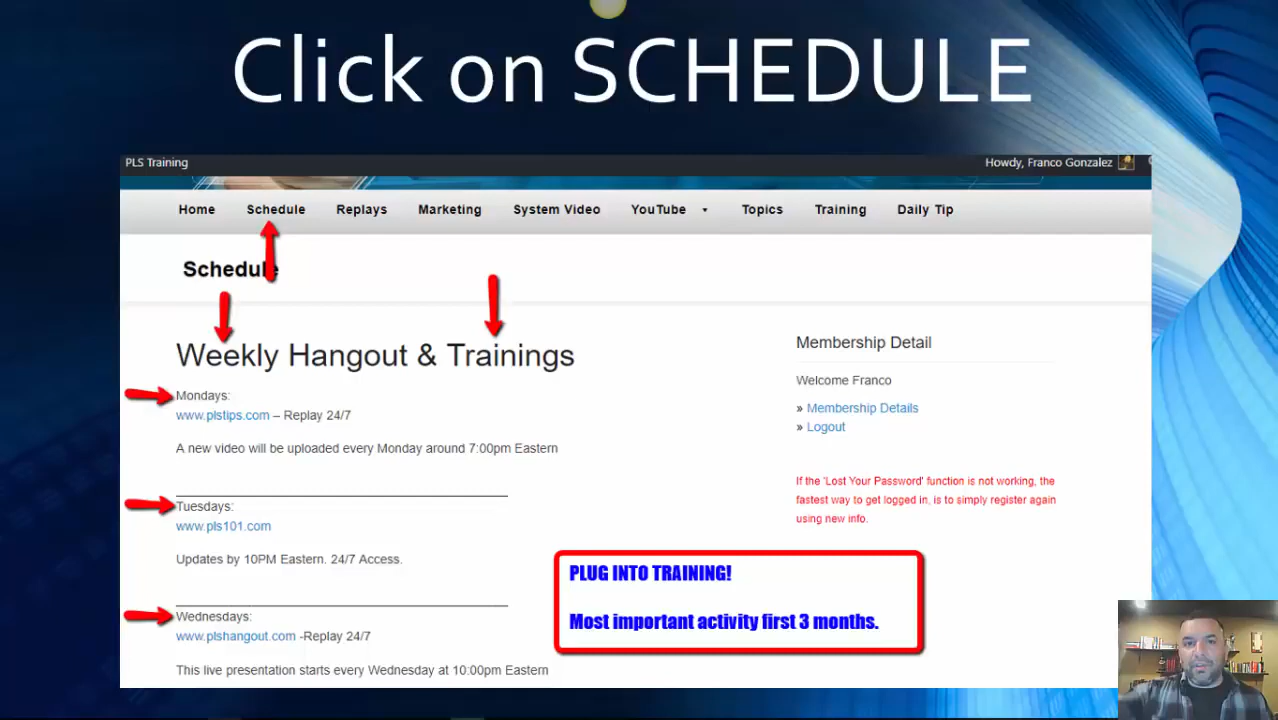 Click on SCHEDULE
PLS Training
Howdy, Franco Gonzalez
Home Schedule Replays Marketing System Video YouTube Topics Training Daily Tip
Schedule
Weekly Hangout & Trainings
Mondays:
www.plstips.com – Replay 24/7
A new video will be uploaded every Monday around 7:00pm Eastern
Tuesdays:
www.pls101.com
Updates by 10PM Eastern. 24/7 Access.
Wednesdays:
www.plshangout.com -Replay 24/7
This live presentation starts every Wednesday at 10:00pm Eastern
Membership Detail
Welcome Franco
» Membership Details
» Logout
If the 'Lost Your Password' function is not working, the
fastest way to get logged in, is to simply register again
using new info.
PLUG INTO TRAINING!
Most important activity first 3 months.